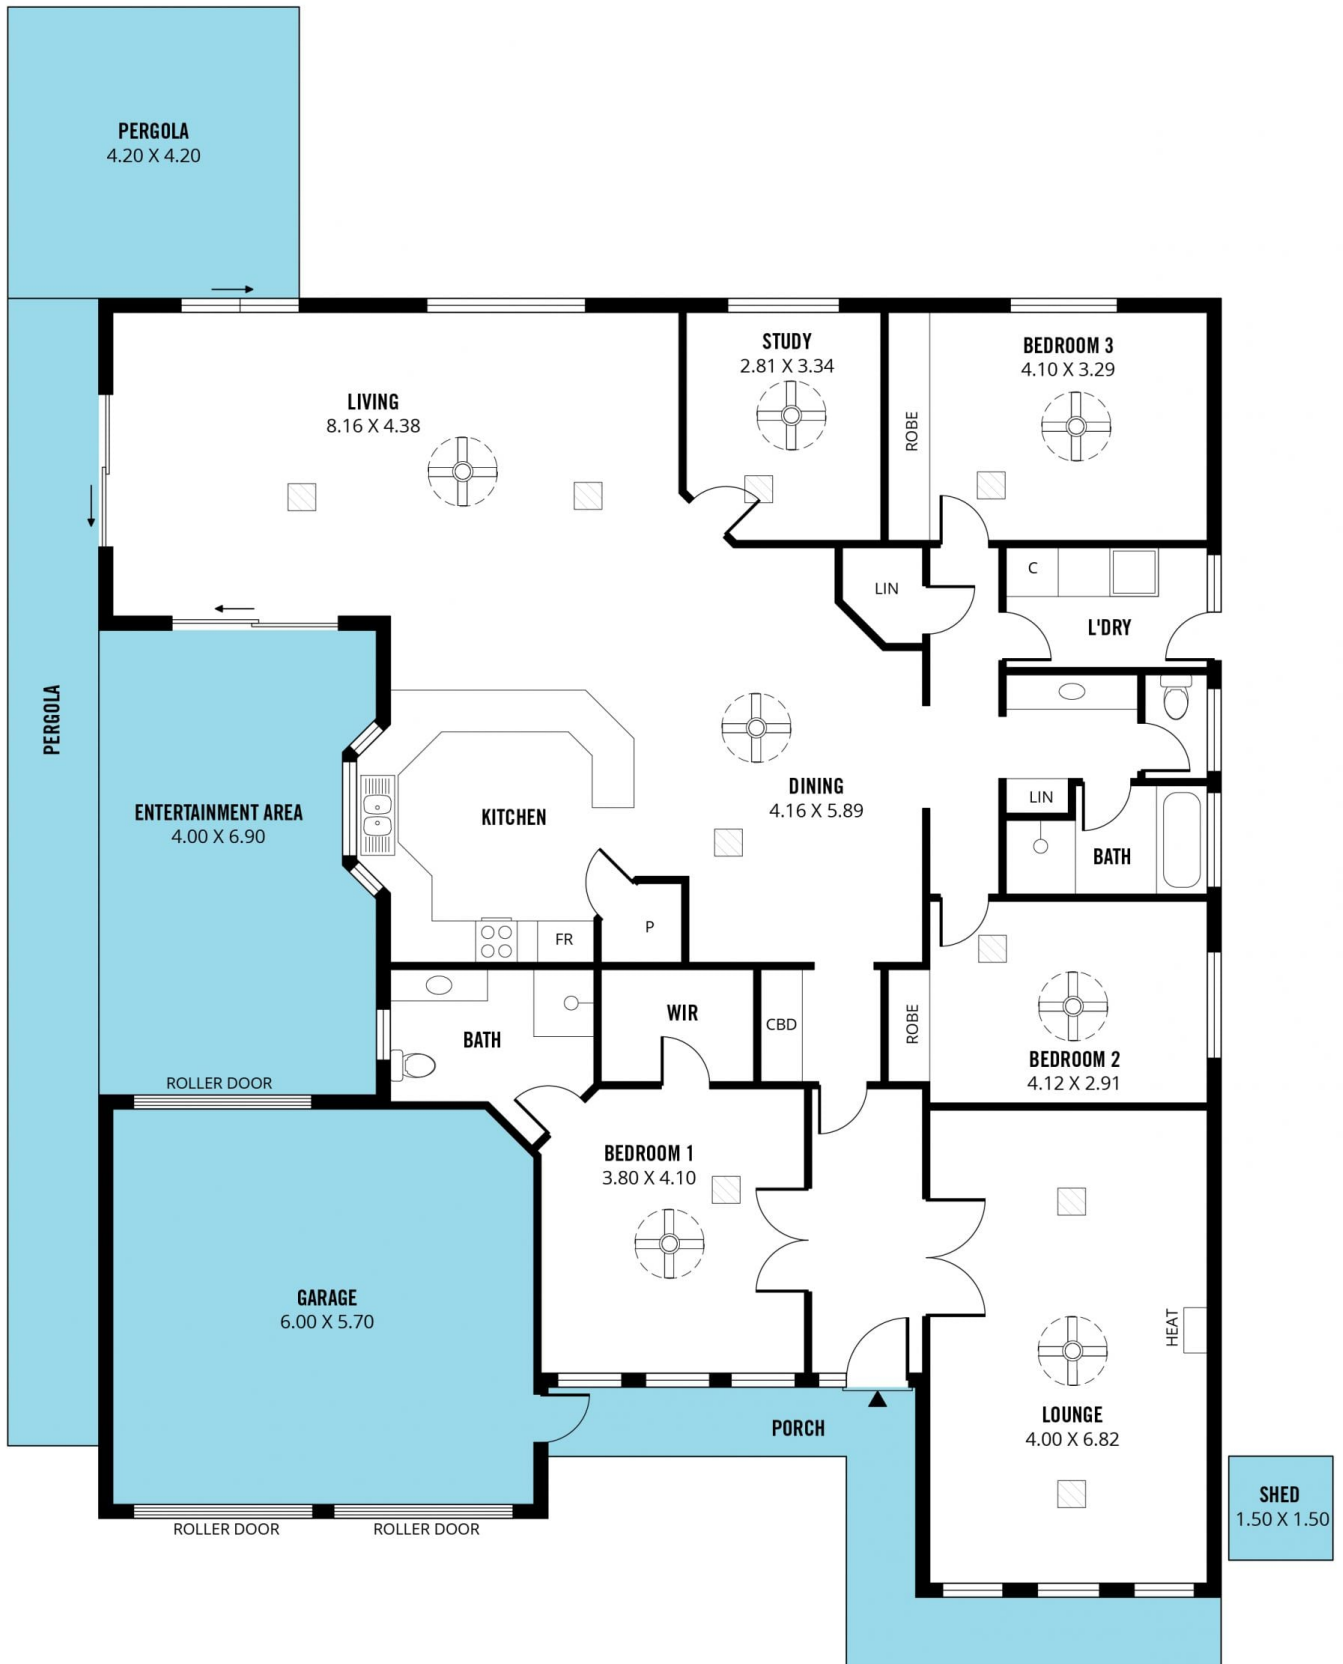 PERGOLA
4.20 X 4.20
STUDY
2.81 X 3.34
BEDROOM 3
4.10 X 3.29
LIVING
8.16 X 4.38
ROBE
LIN
C
L'DRY
PERGOLA
ENTERTAINMENT AREA
4.00 X 6.90
KITCHEN
DINING
4.16 X 5.89
LIN
BATH
P
FR
WIR
CBD
ROBE
BATH
BEDROOM 2
4.12 X 2.91
ROLLER DOOR
BEDROOM 1
3.80 X 4.10
GARAGE
6.00 X 5.70
HEAT
LOUNGE
4.00 X 6.82
PORCH
SHED
1.50 X 1.50
ROLLER DOOR
ROLLER DOOR